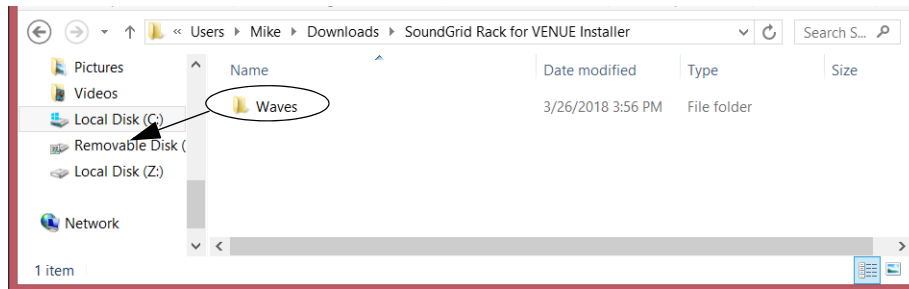 « Users Mike Downloads SoundGrid Rack for VENUE Installer Search S...
Pictures Name Date modified Type Size
Videos
Waves 3/26/2018 3:56 PM File folder
Local Disk (C:)
Removable Disk (
Local Disk (Z:)
Network
1 item